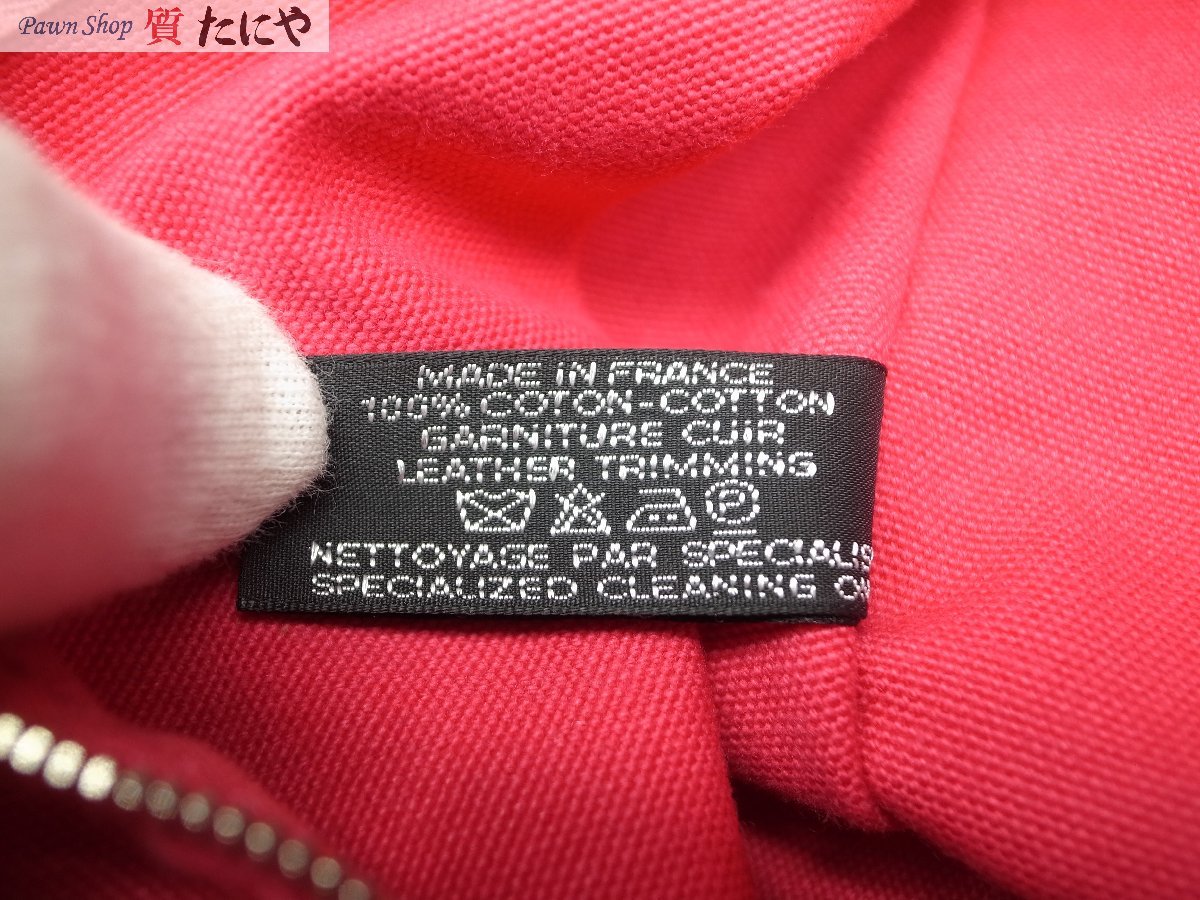 Pawn Shop 質 たにや
MADE IN FRANCE
100% COTON-COTTON
GARNITURE CUIR
LEATHER TRIMMING
P
NETTOYAGE PAR SPECIALIS
SPECIALIZED CLEANING